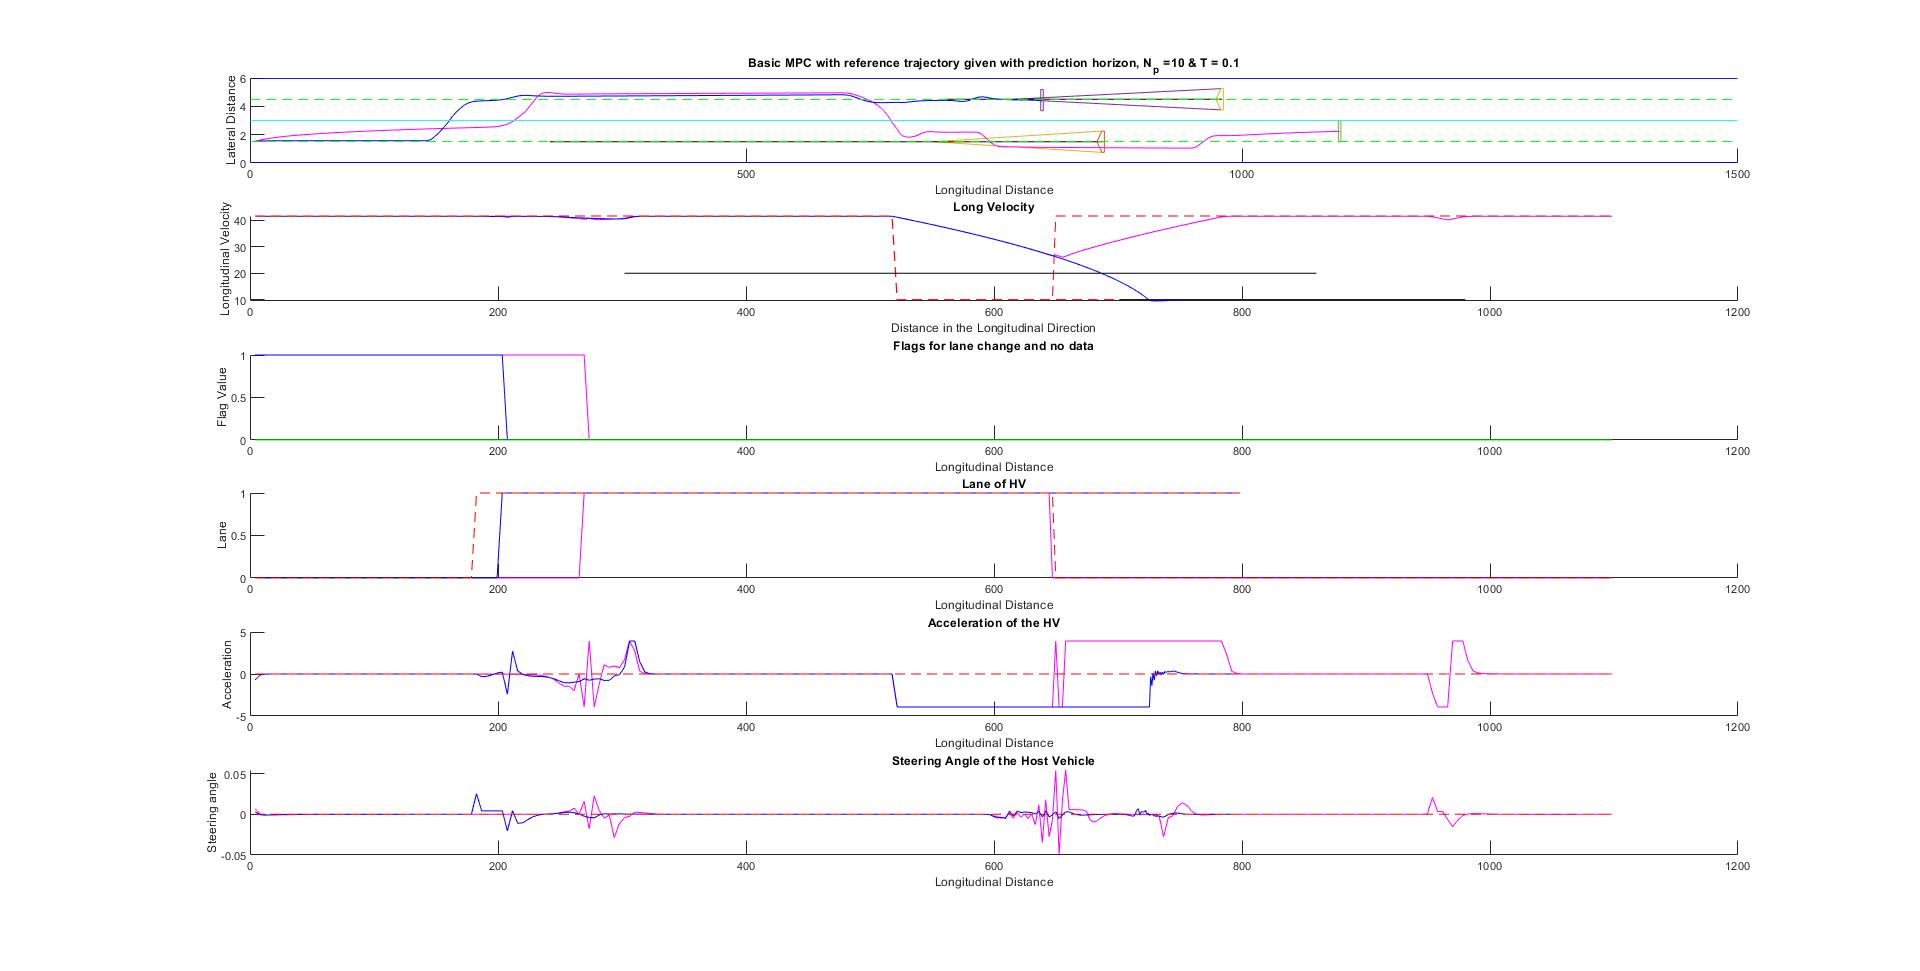 Basic MPC with reference trajectory given with prediction horizon, Np =10 & T = 0.1
Lateral Distance
6
4
2
0
0 500 1000 1500
Longitudinal Distance
Long Velocity
Longitudinal Velocity
40
30
20
10
0 200 400 600 800 1000 1200
Distance in the Longitudinal Direction
Flags for lane change and no data
Flag Value
1
0.5
0
0 200 400 600 800 1000 1200
Longitudinal Distance
Lane of HV
Lane
1
0.5
0
0 200 400 600 800 1000 1200
Longitudinal Distance
Acceleration of the HV
Acceleration
5
0
-5
0 200 400 600 800 1000 1200
Longitudinal Distance
Steering Angle of the Host Vehicle
Steering angle
0.05
0
-0.05
0 200 400 600 800 1000 1200
Longitudinal Distance